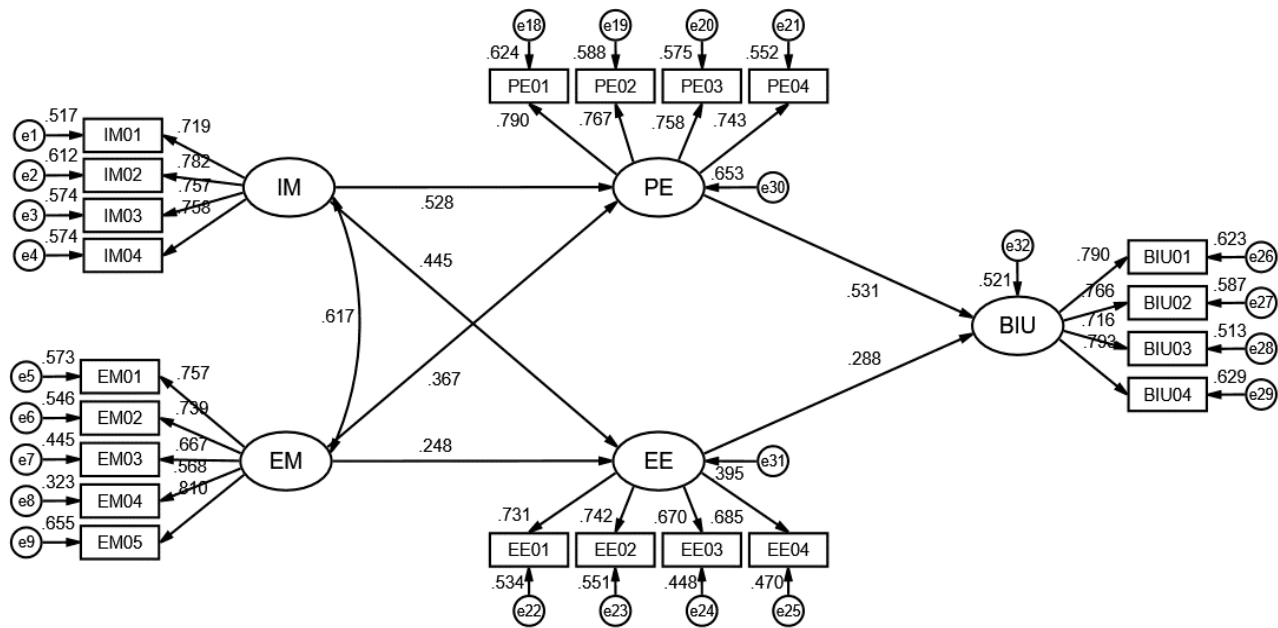 e18
e19
e20
e21
.624
.588
.575
.552
PE01
PE02
PE03
PE04
.790
.767
.758
.743
e1
.517
IM01
.719
e2
.612
IM02
.782
e3
.574
IM03
.757
e4
.574
IM04
.758
IM
.528
PE
.653
e30
.445
.617
.367
.531
e32
.521
BIU
.288
.790
BIU01
.623
e26
.766
BIU02
.587
e27
.716
BIU03
.513
e28
.793
BIU04
.629
e29
e5
.573
EM01
.757
e6
.546
EM02
.739
e7
.445
EM03
.667
e8
.323
EM04
.568
e9
.655
EM05
.810
EM
.248
EE
.395
e31
.731
.742
.670
.685
EE01
EE02
EE03
EE04
.534
.551
.448
.470
e22
e23
e24
e25